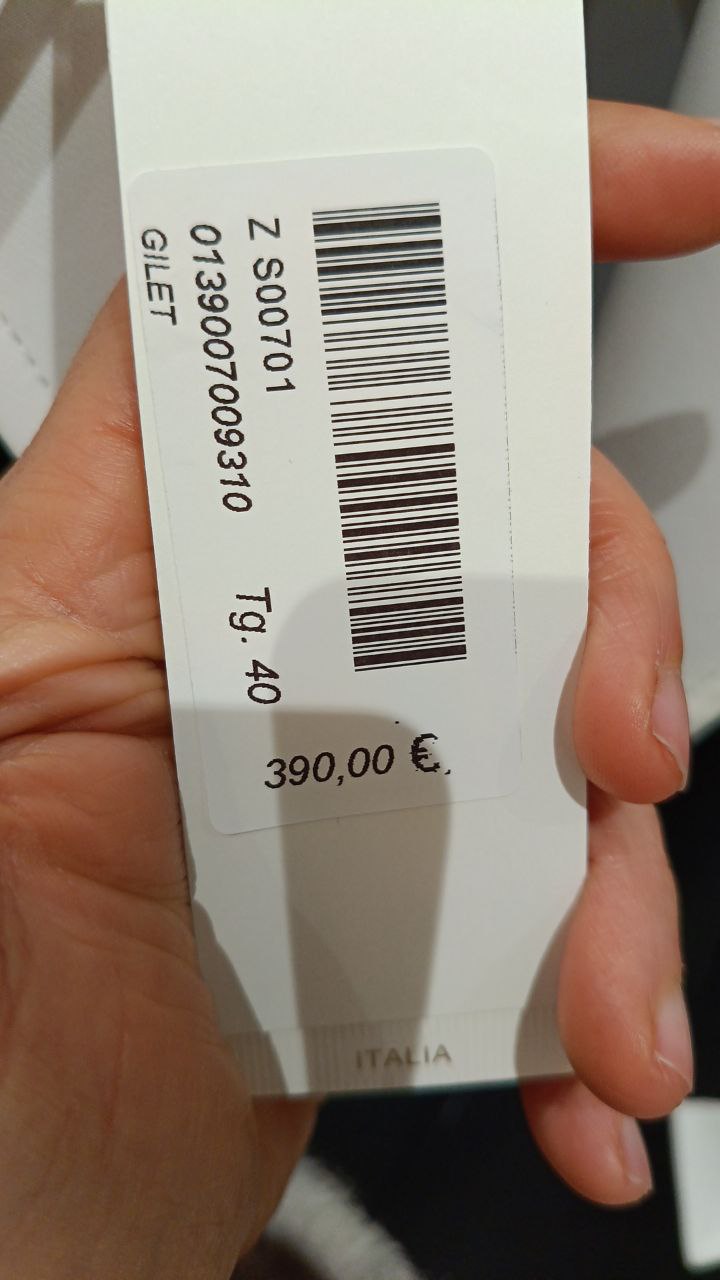 Z S00701
0139007009310 Tg. 40
GILET
390,00 €
ITALIA